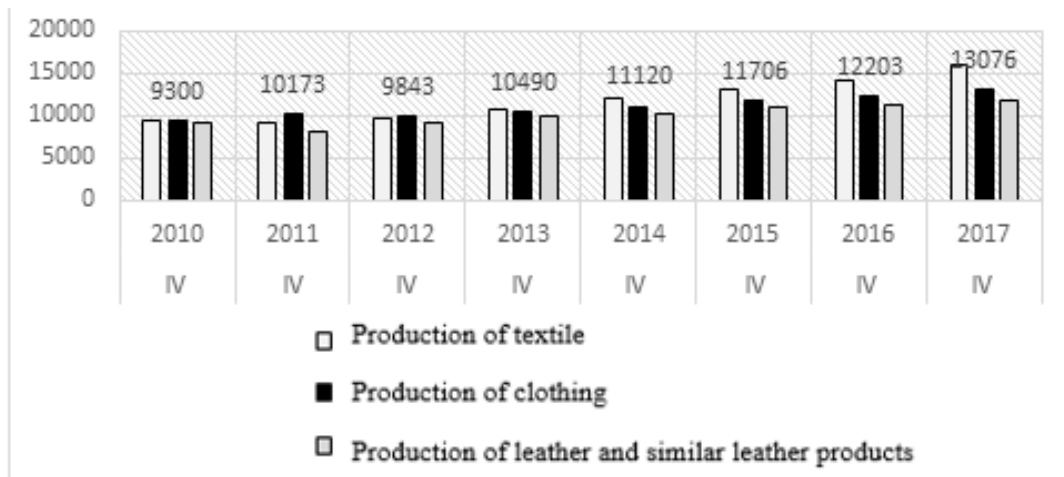 20000
15000
10000
5000
0
9300 10173 9843 10490 11120 11706 12203 13076
2010 2011 2012 2013 2014 2015 2016 2017
IV IV IV IV IV IV IV IV
Production of textile
Production of clothing
Production of leather and similar leather products